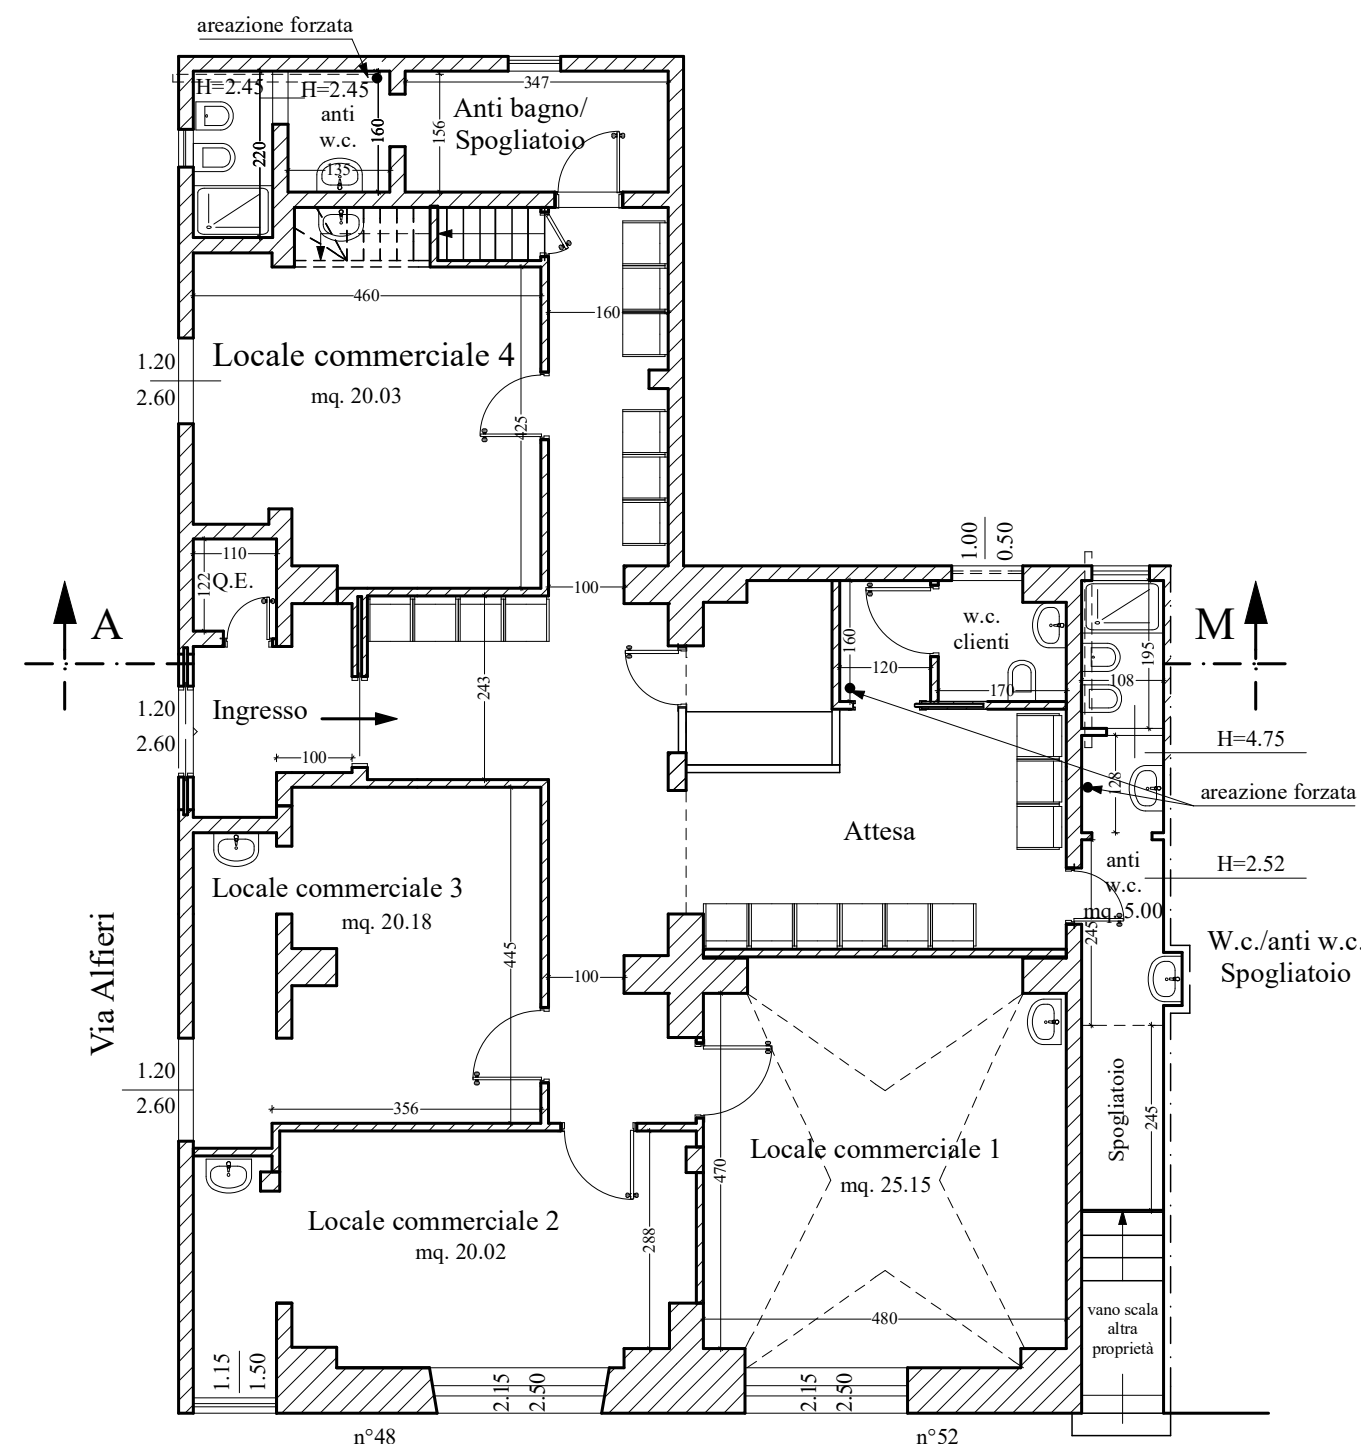 areazione forzata
H=2.45
H=2.45
anti
w.c.
160
220
135
347
156
Anti bagno/
Spogliatoio
460
160
1.20
2.60
Locale commerciale 4
mq. 20.03
425
110
122
Q.E.
100
1.00
0.50
A
M
w.c.
clienti
160
120
170
195
108
1.20
2.60
Ingresso
243
100
H=4.75
128
areazione forzata
Attesa
anti
w.c.
mq. 5.00
H=2.52
245
Locale commerciale 3
mq. 20.18
445
100
W.c./anti w.c.
Spogliatoio
Via Alfieri
1.20
2.60
356
Spogliatoio
245
Locale commerciale 1
mq. 25.15
470
480
Locale commerciale 2
mq. 20.02
288
vano scala
altra
proprietà
1.15
1.50
2.15
2.50
2.15
2.50
n°48
n°52